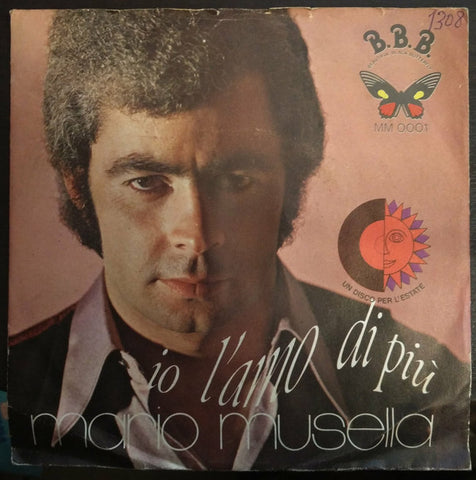 1308
B.B.B.
MM 0001
UN DISCO PER L'ESTATE
io l'amo di più
mario musella